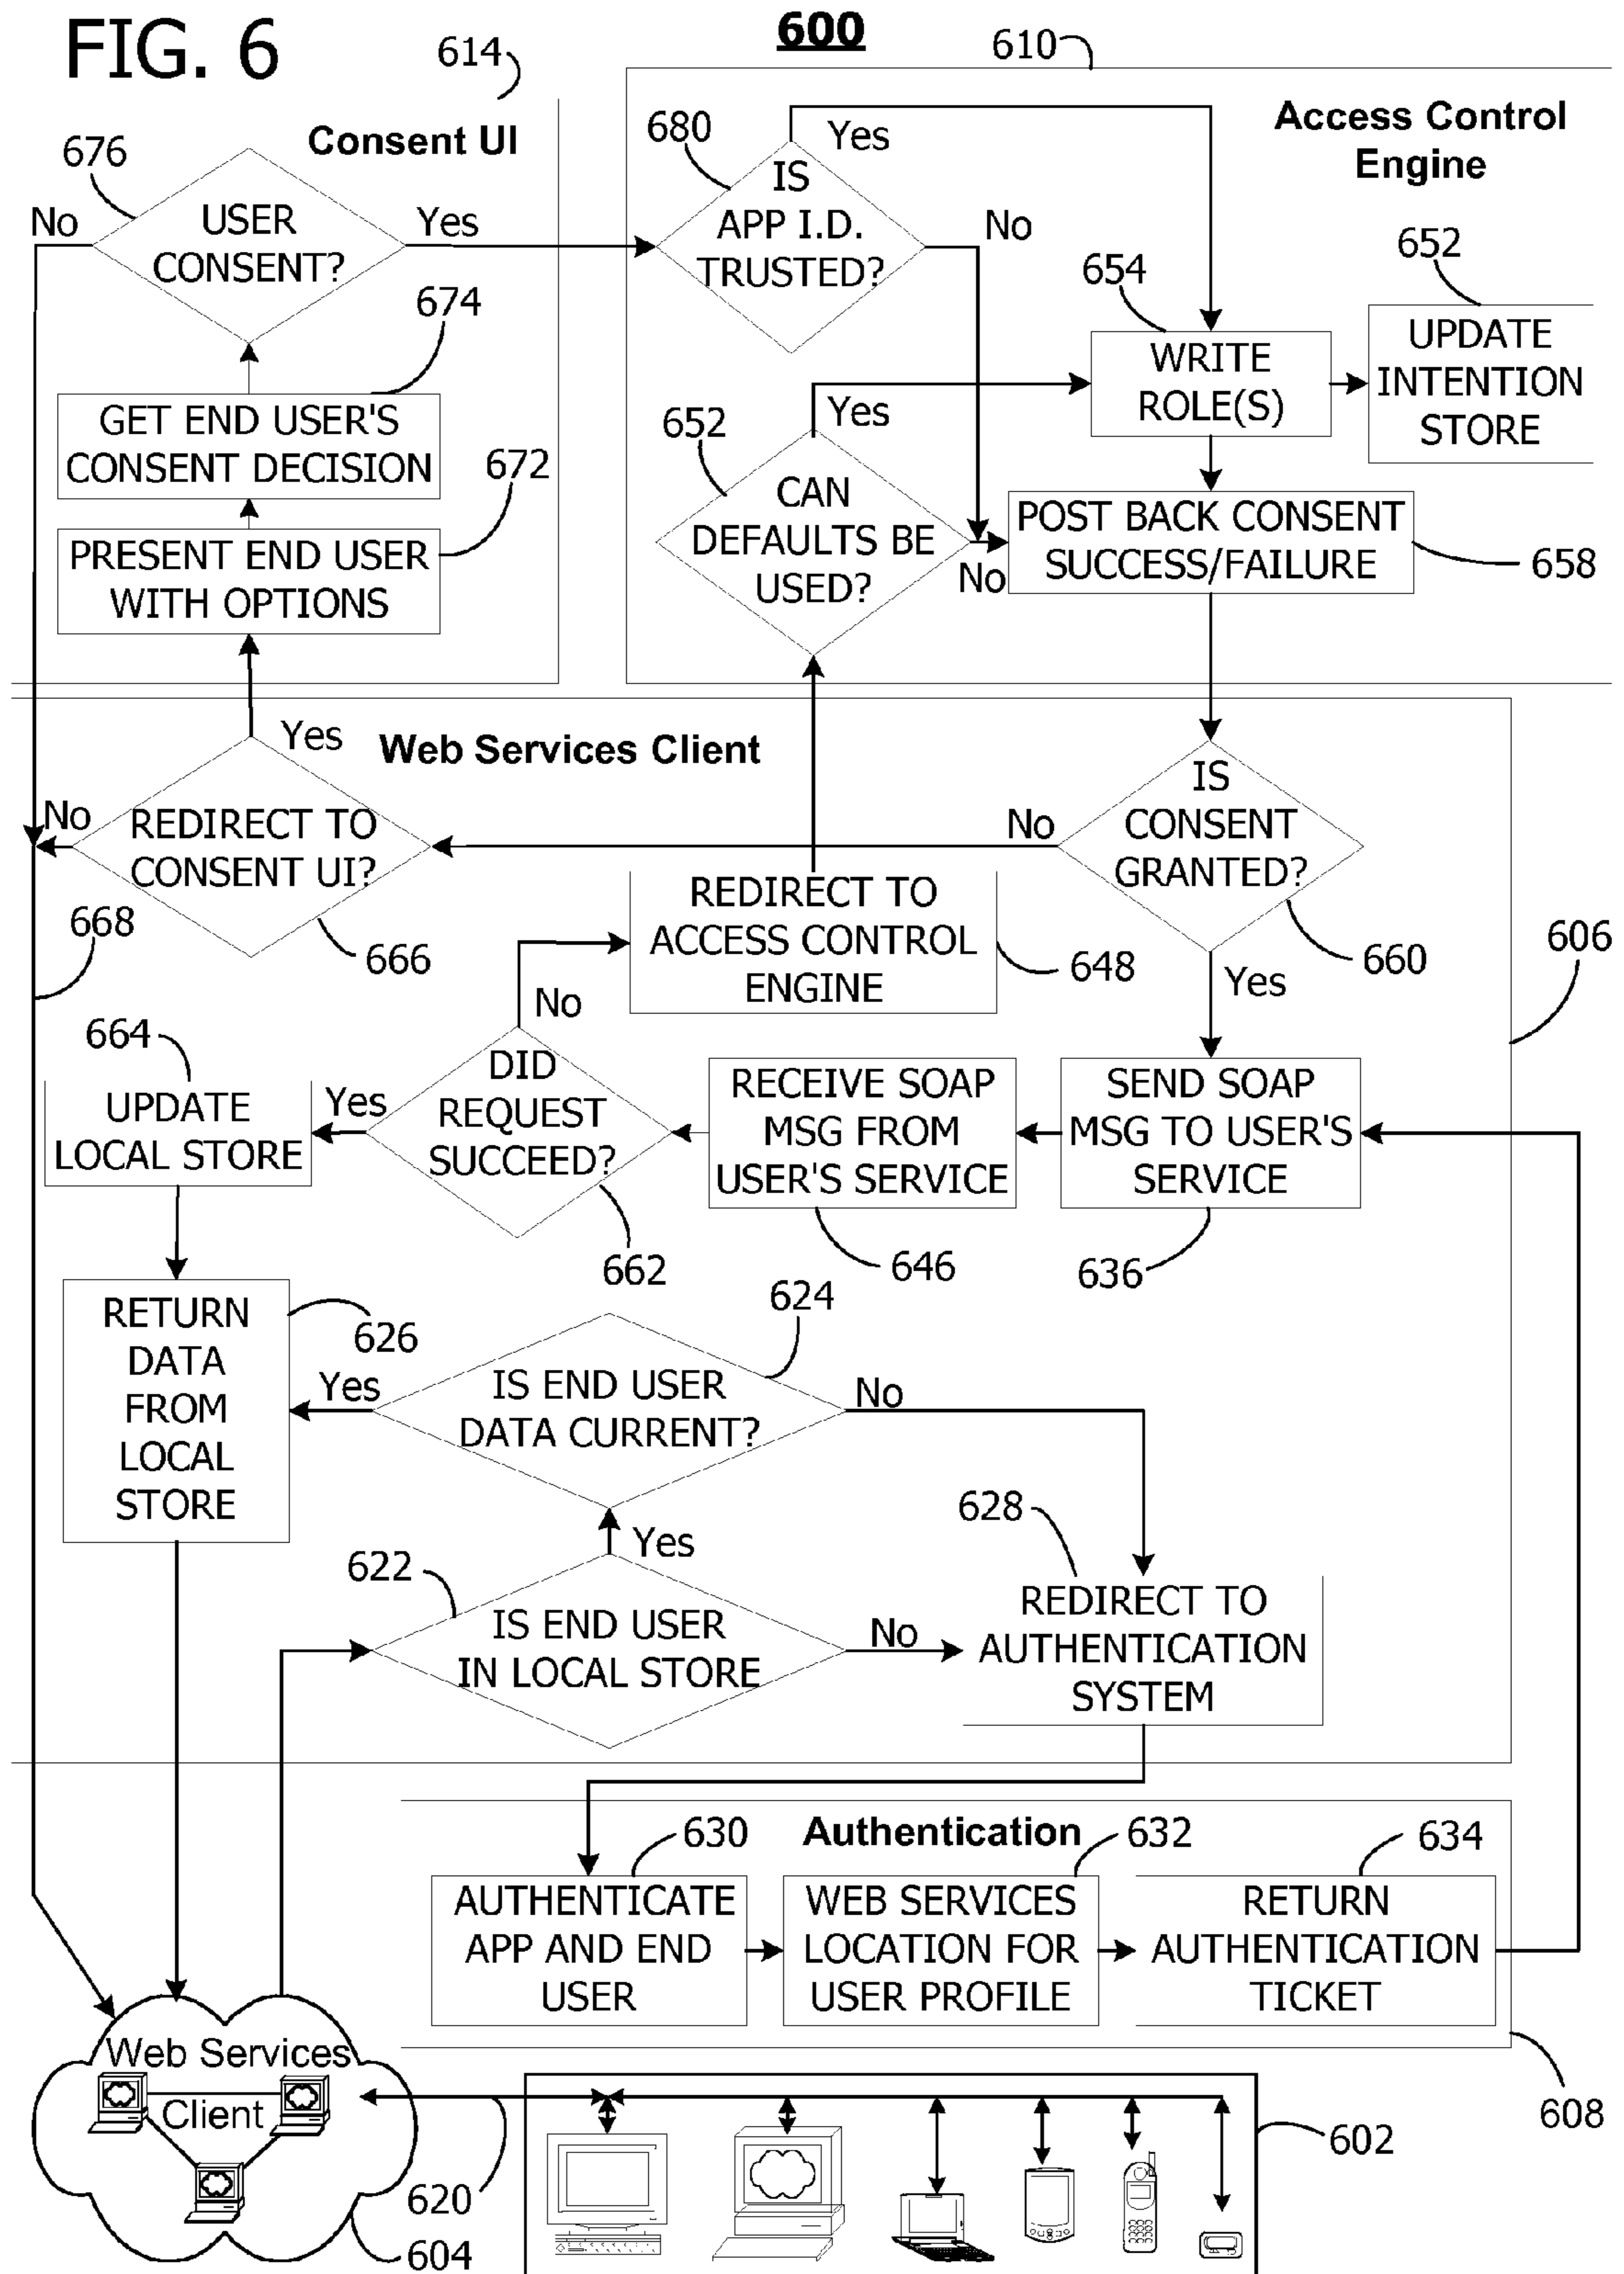 FIG. 6
600
614
610
Consent UI
Access Control
Engine
676
No
USER
CONSENT?
Yes
674
GET END USER'S
CONSENT DECISION
672
PRESENT END USER
WITH OPTIONS
680
Yes
IS
APP I.D.
TRUSTED?
No
654
652
WRITE
ROLE(S)
UPDATE
INTENTION
STORE
652
Yes
CAN
DEFAULTS BE
USED?
No
POST BACK CONSENT
SUCCESS/FAILURE
658
Yes
Web Services Client
No
REDIRECT TO
CONSENT UI?
668
666
IS
CONSENT
GRANTED?
No
660
Yes
606
REDIRECT TO
ACCESS CONTROL
ENGINE
648
No
664
UPDATE
LOCAL STORE
Yes
DID
REQUEST
SUCCEED?
662
RECEIVE SOAP
MSG FROM
USER'S SERVICE
646
SEND SOAP
MSG TO USER'S
SERVICE
636
RETURN
DATA
FROM
LOCAL
STORE
626
624
Yes
IS END USER
DATA CURRENT?
No
622
Yes
IS END USER
IN LOCAL STORE
No
628
REDIRECT TO
AUTHENTICATION
SYSTEM
630
Authentication
632
634
AUTHENTICATE
APP AND END
USER
WEB SERVICES
LOCATION FOR
USER PROFILE
RETURN
AUTHENTICATION
TICKET
608
Web Services
Client
620
604
602